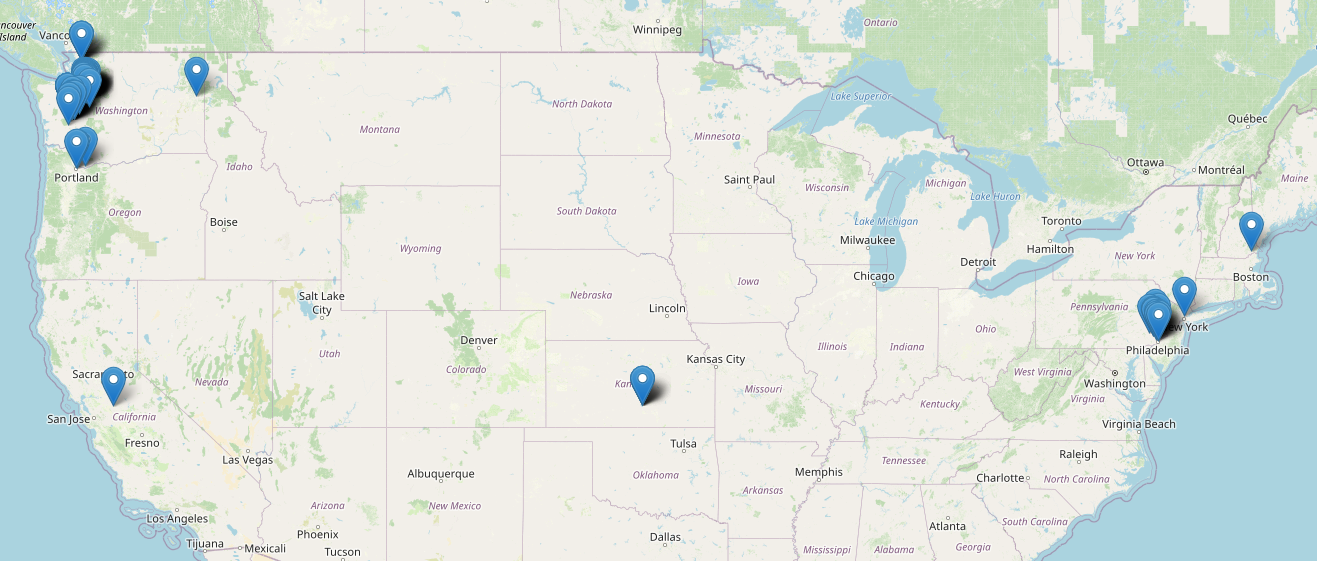 ncouver
Island
Vanco
Winnipeg
Ontario
Lake Superior
Washington
North Dakota
Montana
Minnesota
Québec
Ottawa
Montréal
Maine
Portland
Idaho
Saint Paul
Wisconsin
Michigan
Lake Huron
Oregon
Boise
South Dakota
Lake Michigan
Toronto
Wyoming
Milwaukee
Hamilton
New York
Chicago
Detroit
Boston
Salt Lake
City
Nebraska
Iowa
Lincoln
Pennsylvania
ew York
Ohio
Denver
Utah
Illinois
Indiana
Philadelphia
Kansas City
Colorado
Sacra
to
Nevada
Kan
Missouri
West Virginia
Washington
Virginia
Kentucky
San Jose
California
Virginia Beach
Fresno
Tulsa
Raleigh
Las Vegas
Tennessee
Albuquerque
Oklahoma
Memphis
Charlotte
North Carolina
Arkansas
Arizona
New Mexico
Los Angeles
South Carolina
Atlanta
Phoenix
Dallas
Tijuana
Mexicali
Tucson
Mississippi
Alabama
Georgia